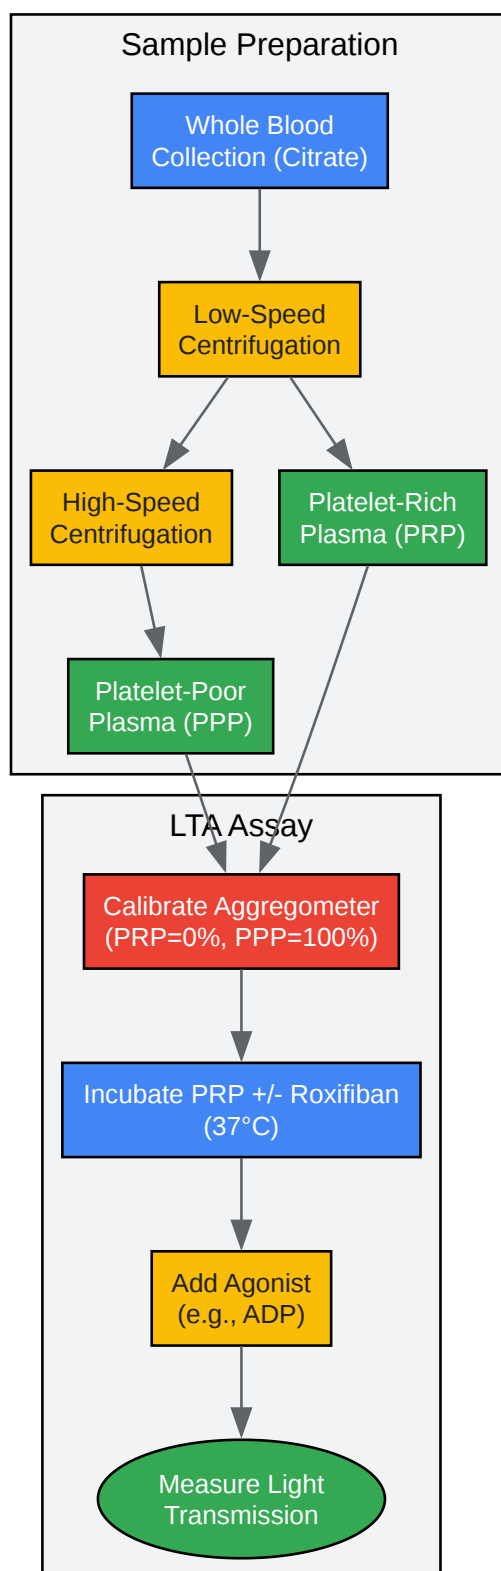 Sample Preparation
Whole Blood
Collection (Citrate)
Low-Speed
Centrifugation
High-Speed
Centrifugation
Platelet-Rich
Plasma (PRP)
Platelet-Poor
Plasma (PPP)
LTA Assay
Calibrate Aggregometer
(PRP=0%, PPP=100%)
Incubate PRP +/- Roxifiban
(37°C)
Add Agonist
(e.g., ADP)
Measure Light
Transmission